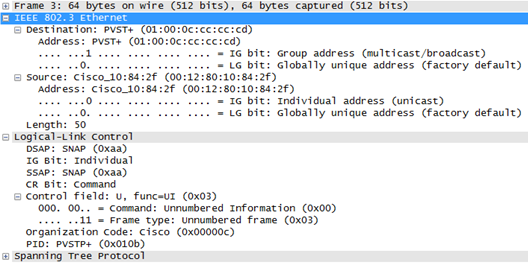 Frame 3: 64 bytes on wire (512 bits), 64 bytes captured (512 bits)
IEEE 802.3 Ethernet
Destination: PVST+ (01:00:0c:cc:cc:cd)
Address: PVST+ (01:00:0c:cc:cc:cd)
.... ...1 .... .... .... .... = IG bit: Group address (multicast/broadcast)
.... ..0. .... .... .... .... = LG bit: Globally unique address (factory default)
Source: Cisco_10:84:2f (00:12:80:10:84:2f)
Address: Cisco_10:84:2f (00:12:80:10:84:2f)
.... ...0 .... .... .... .... = IG bit: Individual address (unicast)
.... ..0. .... .... .... .... = LG bit: Globally unique address (factory default)
Length: 50
Logical-Link Control
DSAP: SNAP (0xaa)
IG Bit: Individual
SSAP: SNAP (0xaa)
CR Bit: Command
Control field: U, func=UI (0x03)
000. 00.. = Command: Unnumbered Information (0x00)
.... ..11 = Frame type: Unnumbered frame (0x03)
Organization Code: Cisco (0x00000c)
PID: PVSTP+ (0x010b)
Spanning Tree Protocol